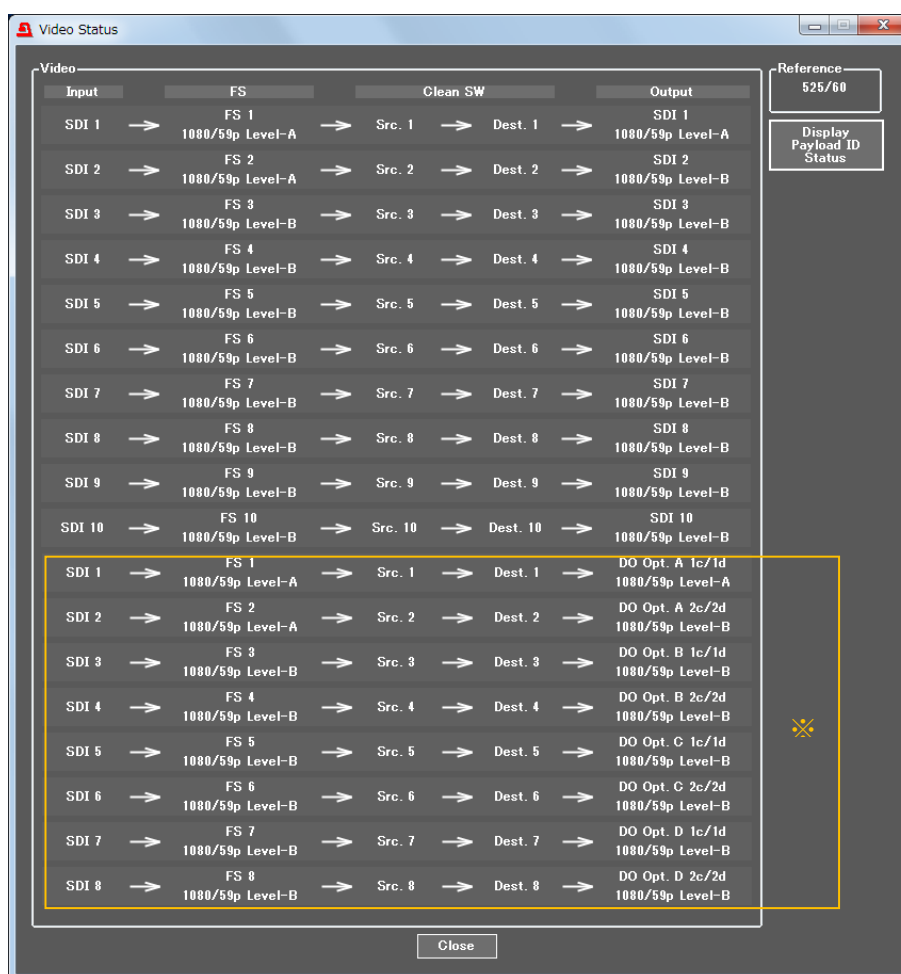 Video Status
Video
Reference
Input FS Clean SW Output
525/60
Display
Payload ID
Status
FS 1 SDI 1
SDI 1 → Src. 1 → Dest. 1 →
1080/59p Level-A 1080/59p Level-A
FS 2 SDI 2
SDI 2 → Src. 2 → Dest. 2 →
1080/59p Level-A 1080/59p Level-B
FS 3 SDI 3
SDI 3 → Src. 3 → Dest. 3 →
1080/59p Level-B 1080/59p Level-B
FS 4 SDI 4
SDI 4 → Src. 4 → Dest. 4 →
1080/59p Level-B 1080/59p Level-B
FS 5 SDI 5
SDI 5 → Src. 5 → Dest. 5 →
1080/59p Level-B 1080/59p Level-B
FS 6 SDI 6
SDI 6 → Src. 6 → Dest. 6 →
1080/59p Level-B 1080/59p Level-B
FS 7 SDI 7
SDI 7 → Src. 7 → Dest. 7 →
1080/59p Level-B 1080/59p Level-B
FS 8 SDI 8
SDI 8 → Src. 8 → Dest. 8 →
1080/59p Level-B 1080/59p Level-B
FS 9 SDI 9
SDI 9 → Src. 9 → Dest. 9 →
1080/59p Level-B 1080/59p Level-B
FS 10 SDI 10
SDI 10 → Src. 10 → Dest. 10 →
1080/59p Level-B 1080/59p Level-B
FS 1 DO Opt. A 1c/1d
SDI 1 → Src. 1 → Dest. 1 →
1080/59p Level-A 1080/59p Level-A
FS 2 DO Opt. A 2c/2d
SDI 2 → Src. 2 → Dest. 2 →
1080/59p Level-A 1080/59p Level-B
FS 3 DO Opt. B 1c/1d
SDI 3 → Src. 3 → Dest. 3 →
1080/59p Level-B 1080/59p Level-B
FS 4 DO Opt. B 2c/2d
SDI 4 → Src. 4 → Dest. 4 →
1080/59p Level-B 1080/59p Level-B
※
FS 5 DO Opt. C 1c/1d
SDI 5 → Src. 5 → Dest. 5 →
1080/59p Level-B 1080/59p Level-B
FS 6 DO Opt. C 2c/2d
SDI 6 → Src. 6 → Dest. 6 →
1080/59p Level-B 1080/59p Level-B
FS 7 DO Opt. D 1c/1d
SDI 7 → Src. 7 → Dest. 7 →
1080/59p Level-B 1080/59p Level-B
FS 8 DO Opt. D 2c/2d
SDI 8 → Src. 8 → Dest. 8 →
1080/59p Level-B 1080/59p Level-B
Close